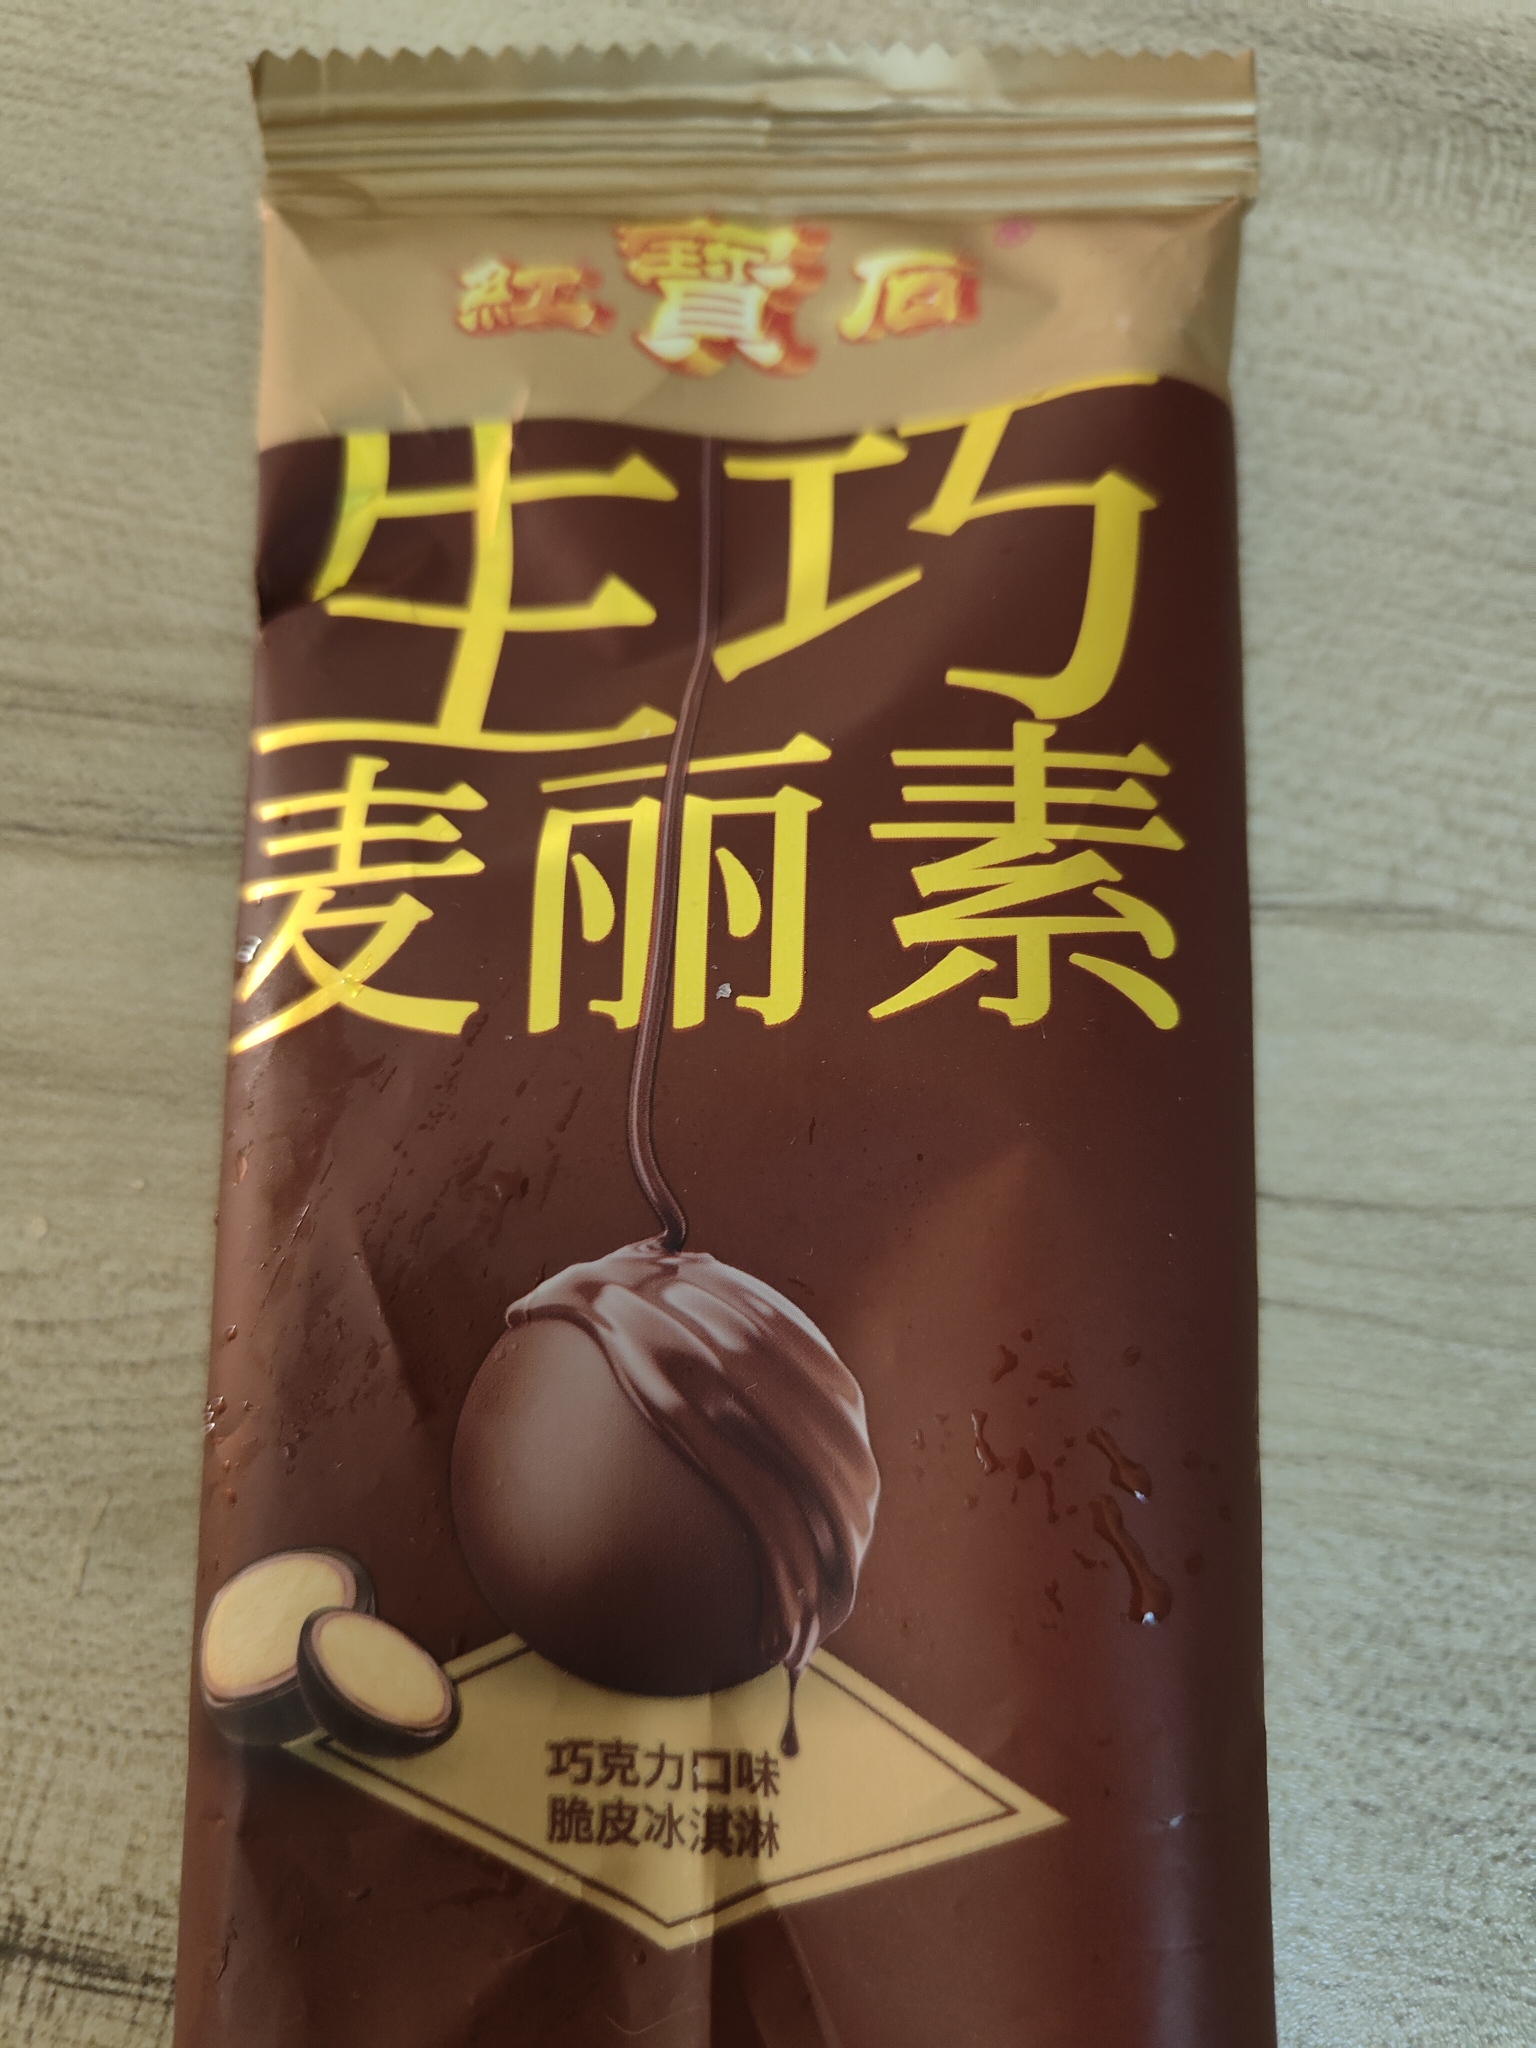 紅寶石
生巧
麦丽素
巧克力口味
脆皮冰淇淋